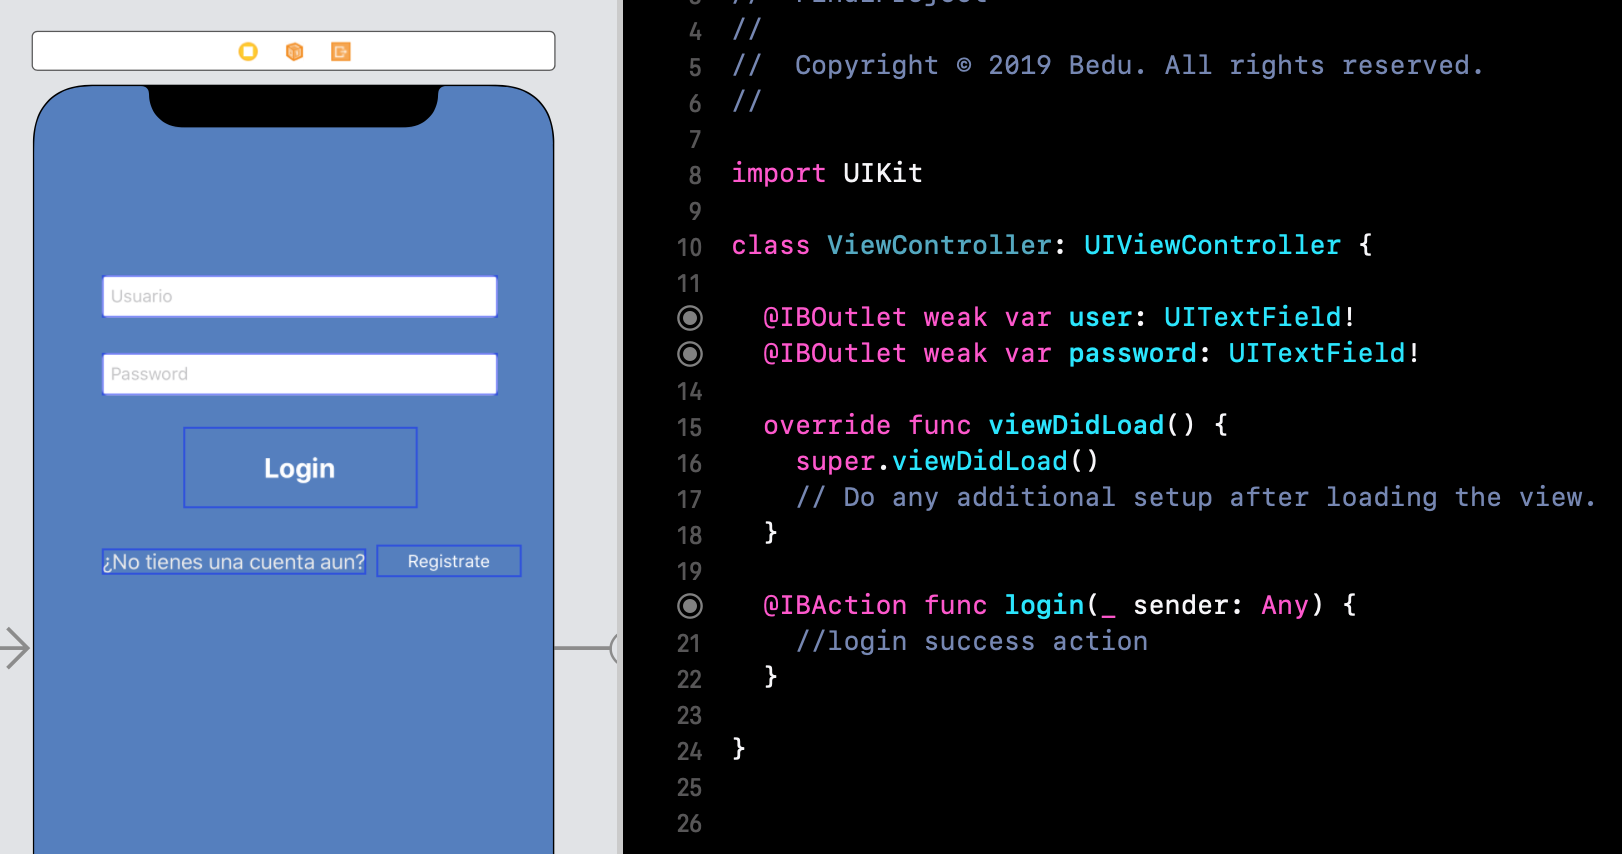 Usuario
Password
Login
¿No tienes una cuenta aun? Registrate
4 //
5 // Copyright © 2019 Bedu. All rights reserved.
6 //
7
8 import UIKit
9
10 class ViewController: UIViewController {
11
@IBOutlet weak var user: UITextField!
@IBOutlet weak var password: UITextField!
14
15 override func viewDidLoad() {
16 super.viewDidLoad()
17 // Do any additional setup after loading the view.
18 }
19
@IBAction func login(_ sender: Any) {
21 //login success action
22 }
23
24 }
25
26